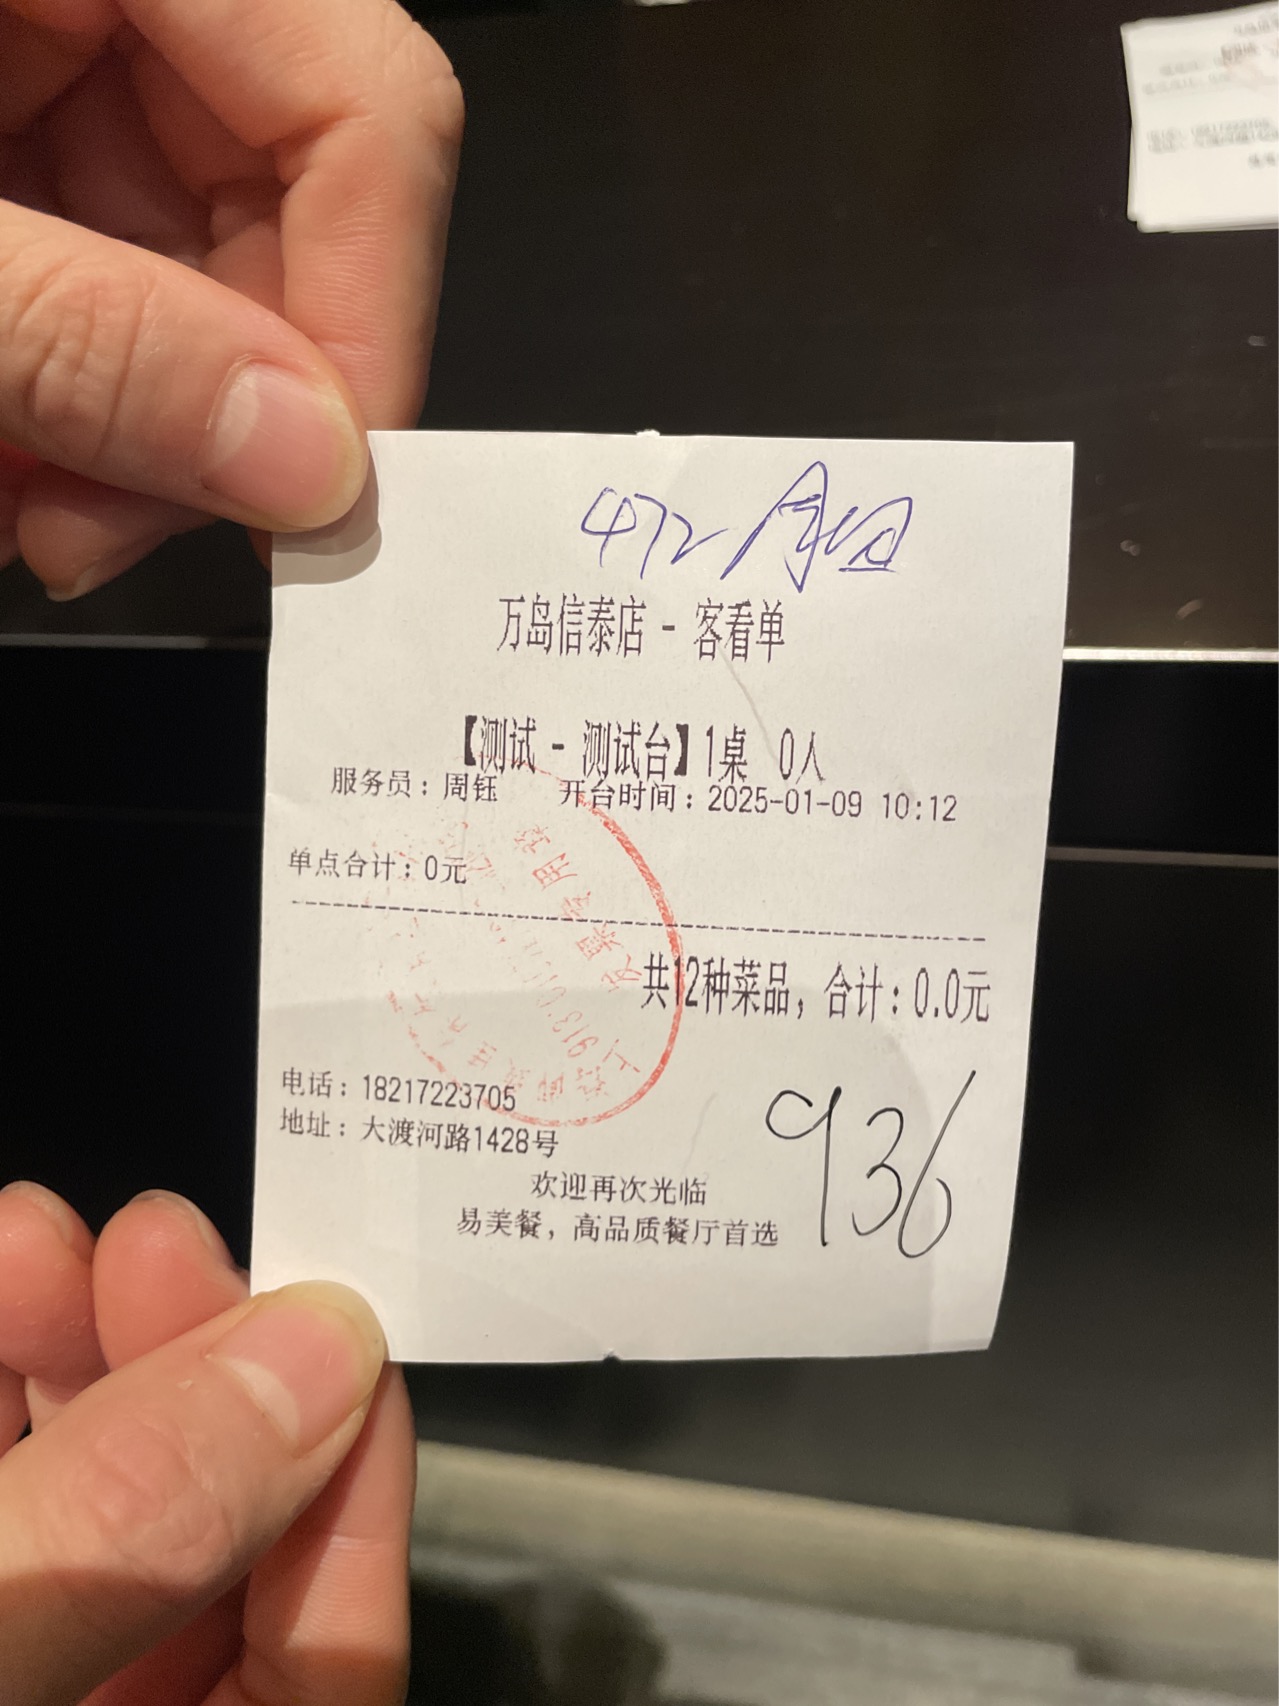 472 周钰
万岛信泰店 - 客看单
【测试 - 测试台】1桌 0人
服务员：周钰 开台时间：2025-01-09 10:12
单点合计：0元
共12种菜品，合计：0.0元
电话：18217223705
地址：大渡河路1428号
936
欢迎再次光临
易美餐，高品质餐厅首选